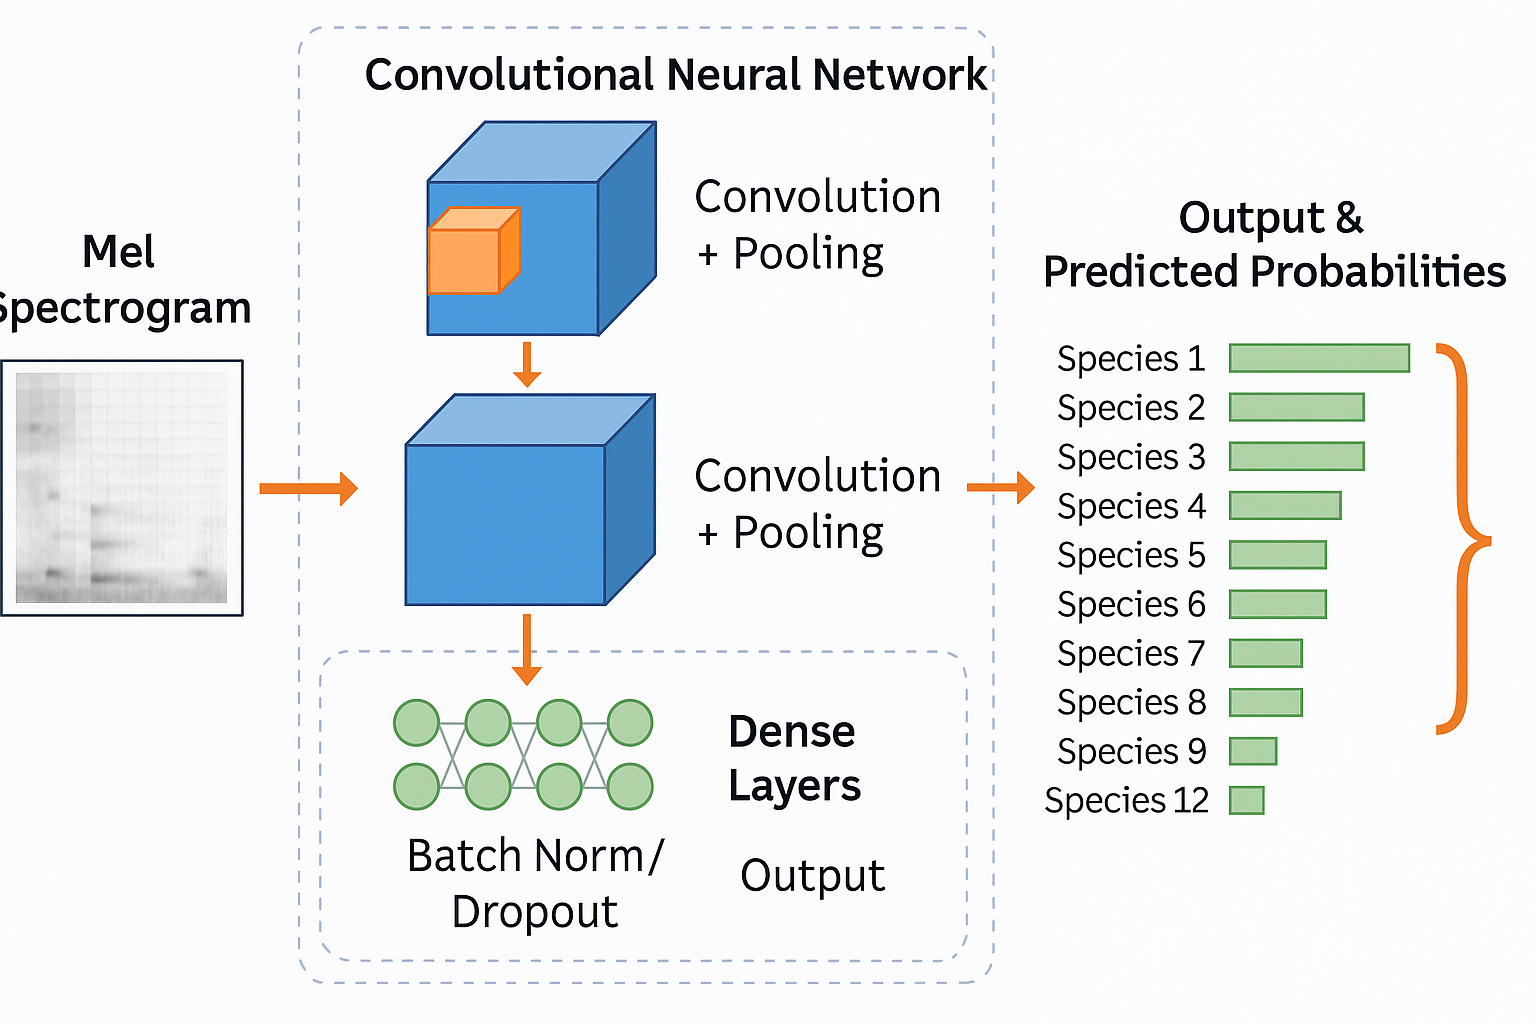 Mel
Spectrogram
Convolutional Neural Network
Convolution
+ Pooling
Convolution
+ Pooling
Dense
Layers
Batch Norm/
Dropout
Output
Output &
Predicted Probabilities
Species 1
Species 2
Species 3
Species 4
Species 5
Species 6
Species 7
Species 8
Species 9
Species 12